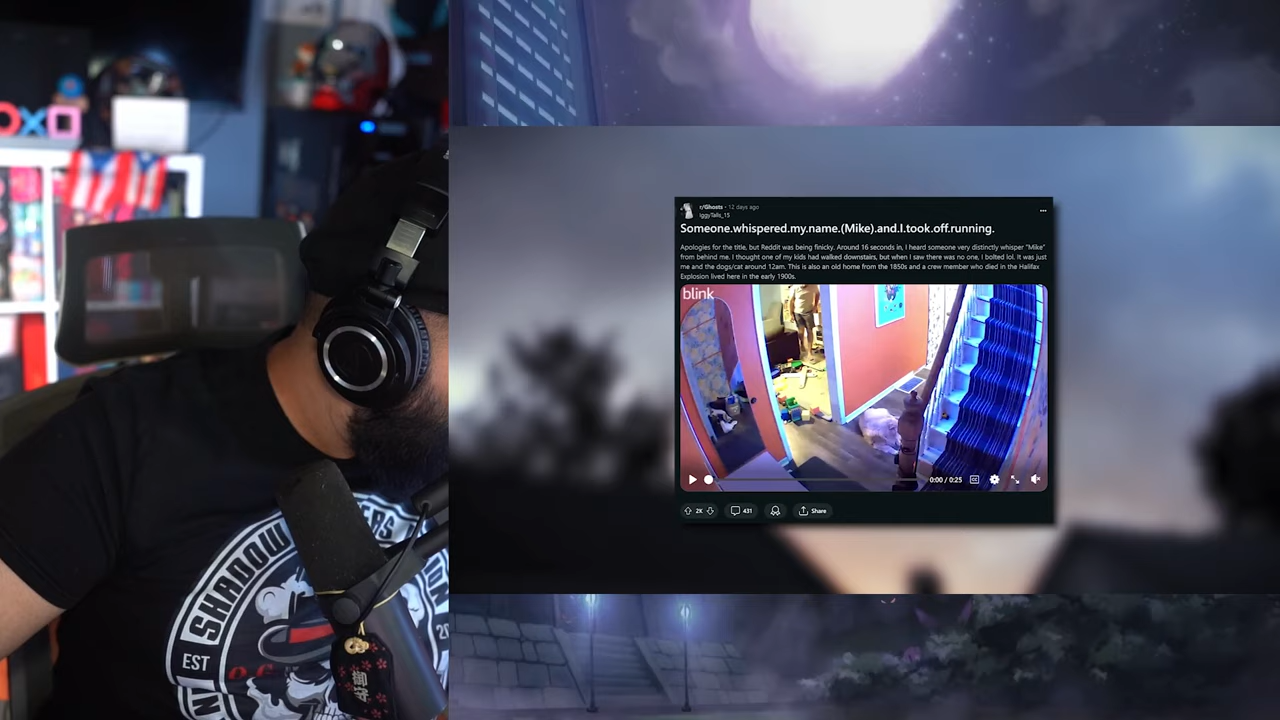 r/Ghosts • 12 days ago
IggyTalls_15
Someone.whispered.my.name.(Mike).and.I.took.off.running.
Apologies for the title, but Reddit was being finicky. Around 16 seconds in, I heard someone very distinctly whisper "Mike"
from behind me. I thought one of my kids had walked downstairs, but when I saw there was no one, I bolted lol. It was just
me and the dogs/cat around 12am. This is also an old home from the 1850s and a crew member who died in the Halifax
Explosion lived here in the early 1900s.
blink
0:00 / 0:25
CC
2K
431
Share
SHADOW
EST
20
御守